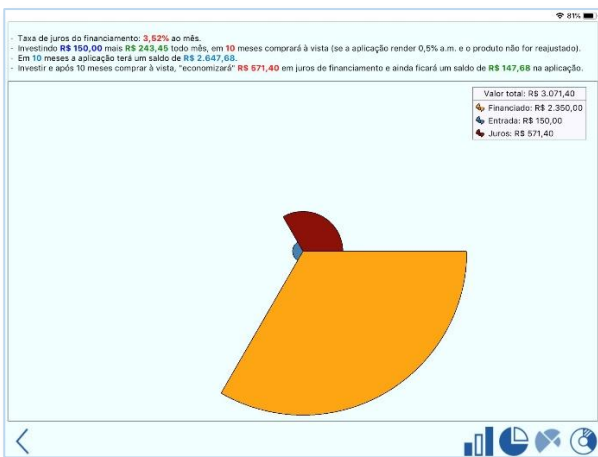 81%
- Taxa de juros do financiamento: 3,52% ao mês.
- Investindo R$ 150,00 mais R$ 243,45 todo mês, em 10 meses comprará à vista (se a aplicação render 0,5% a.m. e o produto não for reajustado).
- Em 10 meses a aplicação terá um saldo de R$ 2.647,68.
- Investir e após 10 meses comprar à vista, "economizará" R$ 571,40 em juros de financiamento e ainda ficará um saldo de R$ 147,68 na aplicação.
Valor total: R$ 3.071,40
Financiado: R$ 2.350,00
Entrada: R$ 150,00
Juros: R$ 571,40